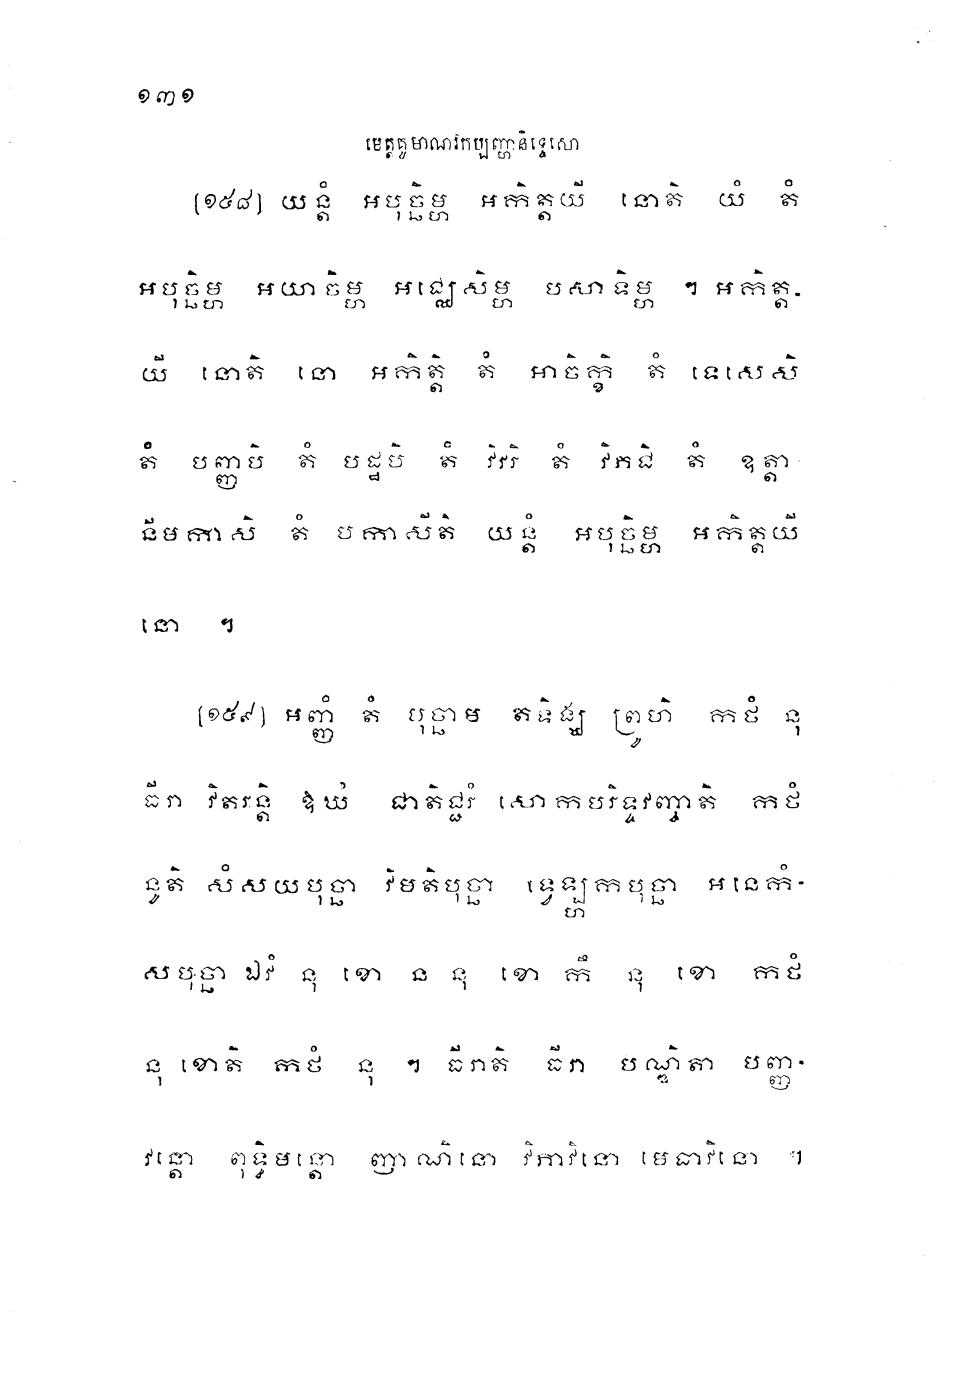 ១៣១
មេត្តគូមាណវកប្បញ្ហានិទ្ទេសោ
[១៥៨] យន្តំ អបុច្ឆិម្ហ អកិត្តយី នោតិ យំ តំ
អបុច្ឆិម្ហ អយាចិម្ហ អជ្ឈេសិម្ហ បសាទិម្ហ ។ អកិត្ត-
យី នោតិ នោ អកិត្តិ តំ អាចិក្ខិ តំ ទេសេសិ
តំ បញ្ញាបិ តំ បដ្ឋបិ តំ វិវរិ តំ វិភជិ តំ ឧត្តា
នីមកាសិ តំ បកាសីតិ យន្តំ អបុច្ឆិម្ហ អកិត្តយី
នោ ។
[១៥៩] អញ្ញំ តំ បុច្ឆាម តទិង្ឃ ព្រូហិ កថំ នុ
ធីរា វិតរន្តិ ឱឃំ ជាតិជ្ជរំ សោកបរិទ្ទវញ្ចាតិ កថំ
នូតិ សំសយបុច្ឆា វិមតិបុច្ឆា ទ្វេឡ្ហកបុច្ឆា អនេកំ-
សបុច្ឆា ឯវំ នុ ខោ ន នុ ខោ កឹ នុ ខោ កថំ
នុ ខោតិ កថំ នុ ។ ធីរាតិ ធីរា បណ្ឌិតា បញ្ញ-
វន្តោ ពុទ្ធិមន្តោ ញាណិនោ វិភាវិនោ មេធាវិនោ ។